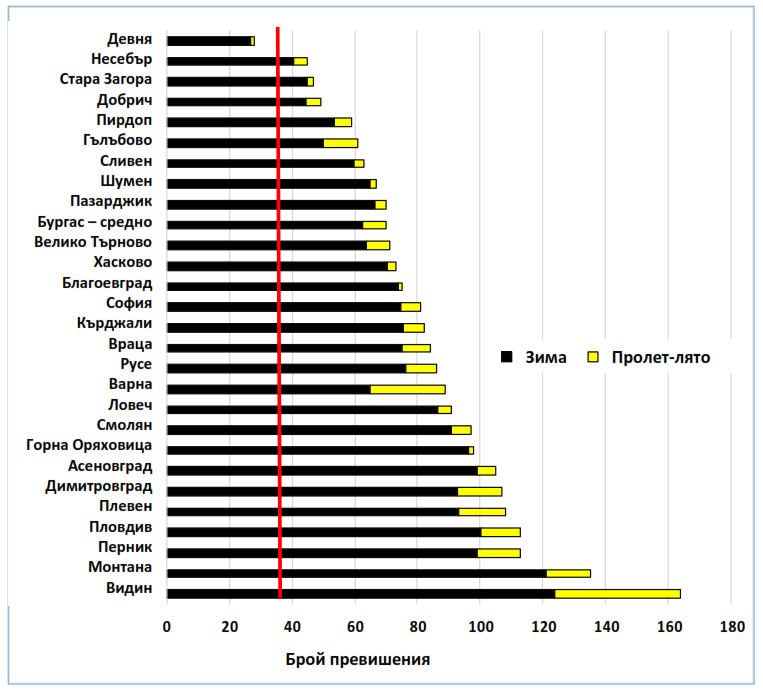 Девня
Несебър
Стара Загора
Добрич
Пирдоп
Гълъбово
Сливен
Шумен
Пазарджик
Бургас – средно
Велико Търново
Хасково
Благоевград
София
Кърджали
Враца
Зима
Пролет-лято
Русе
Варна
Ловеч
Смолян
Горна Оряховица
Асеновград
Димитровград
Плевен
Пловдив
Перник
Монтана
Видин
0 20 40 60 80 100 120 140 160 180
Брой превишения